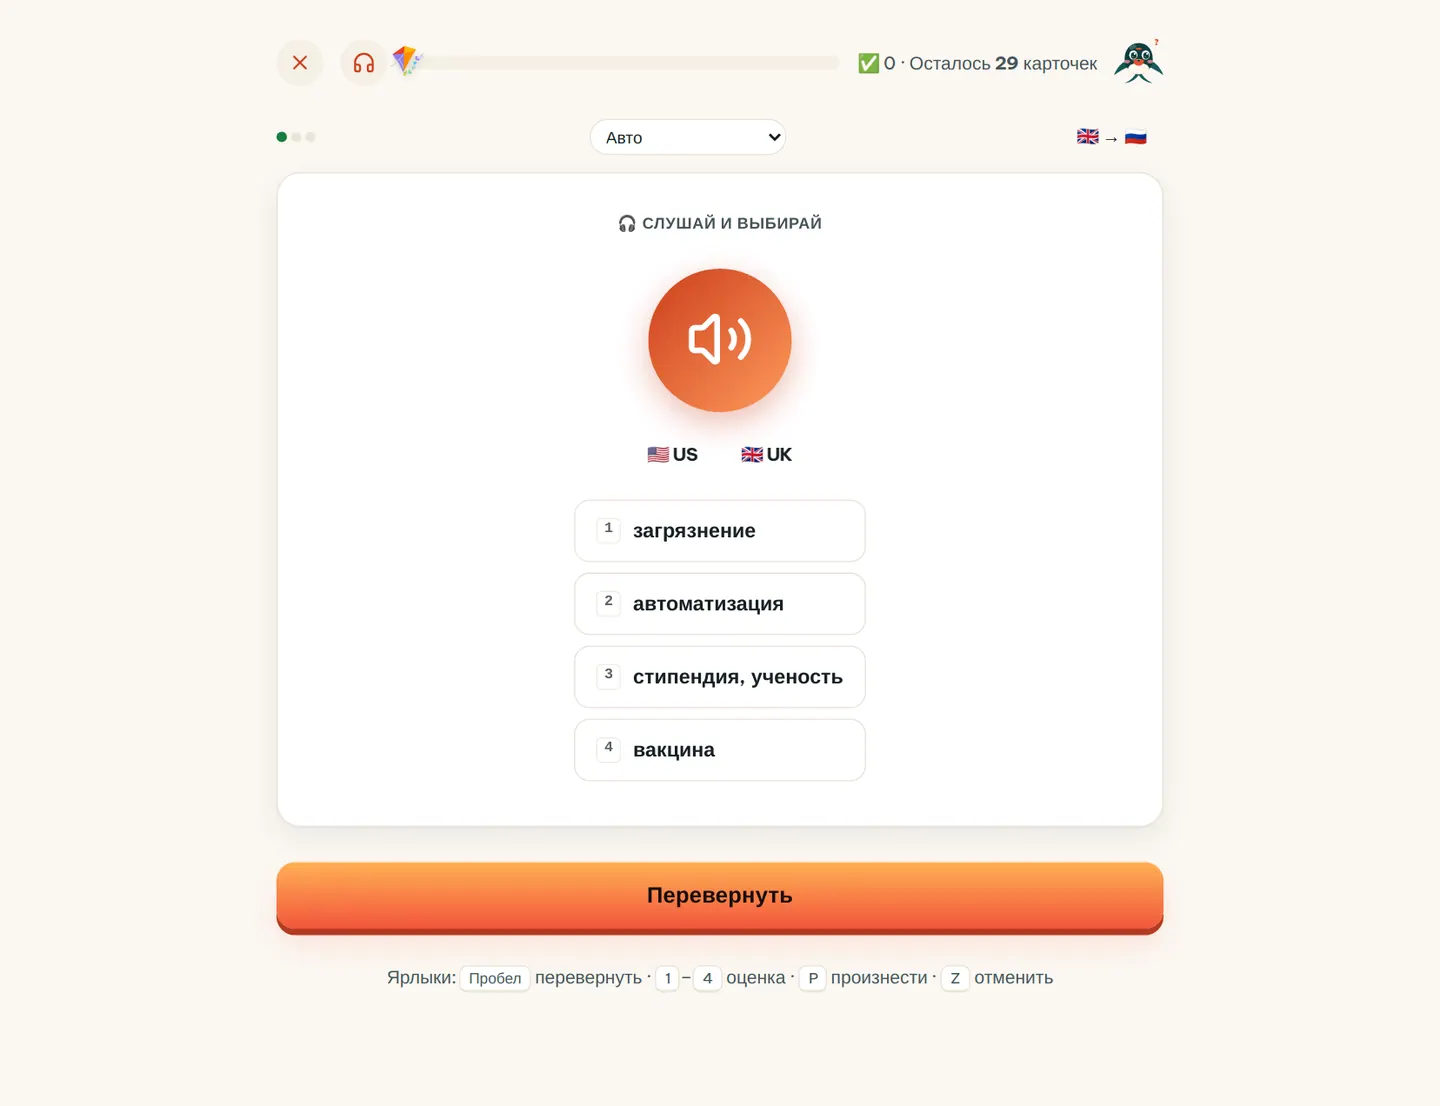 0 · Осталось 29 карточек
Авто
→
СЛУШАЙ И ВЫБИРАЙ
US
UK
1 загрязнение
2 автоматизация
3 стипендия, ученость
4 вакцина
Перевернуть
Ярлыки: Пробел перевернуть · 1 – 4 оценка · P произнести · Z отменить